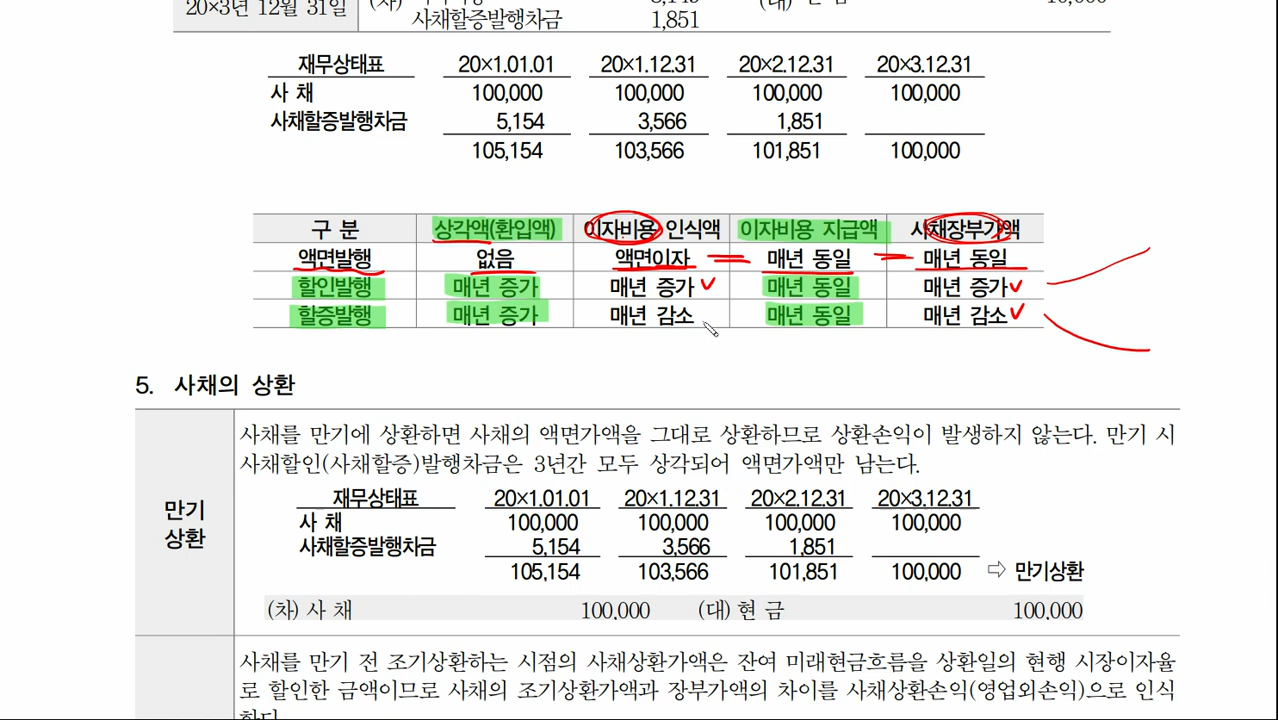 20×3년 12월 31일 (차)
사채할증발행차금 1,851 (대)
재무상태표 20×1.01.01 20×1.12.31 20×2.12.31 20×3.12.31
사 채 100,000 100,000 100,000 100,000
사채할증발행차금 5,154 3,566 1,851
105,154 103,566 101,851 100,000
구 분 상각액(환입액) 이자비용 인식액 이자비용 지급액 사채장부가액
액면발행 없음 액면이자 = 매년 동일 = 매년 동일
할인발행 매년 증가 매년 증가 매년 동일 매년 증가
할증발행 매년 증가 매년 감소 매년 동일 매년 감소
5. 사채의 상환
만기 상환
사채를 만기에 상환하면 사채의 액면가액을 그대로 상환하므로 상환손익이 발생하지 않는다. 만기 시
사채할인(사채할증)발행차금은 3년간 모두 상각되어 액면가액만 남는다.
재무상태표 20×1.01.01 20×1.12.31 20×2.12.31 20×3.12.31
사 채 100,000 100,000 100,000 100,000
사채할증발행차금 5,154 3,566 1,851
105,154 103,566 101,851 100,000 ⇨ 만기상환
(차) 사 채 100,000 (대) 현 금 100,000
사채를 만기 전 조기상환하는 시점의 사채상환가액은 잔여 미래현금흐름을 상환일의 현행 시장이자율
로 할인한 금액이므로 사채의 조기상환가액과 장부가액의 차이를 사채상환손익(영업외손익)으로 인식
한다.